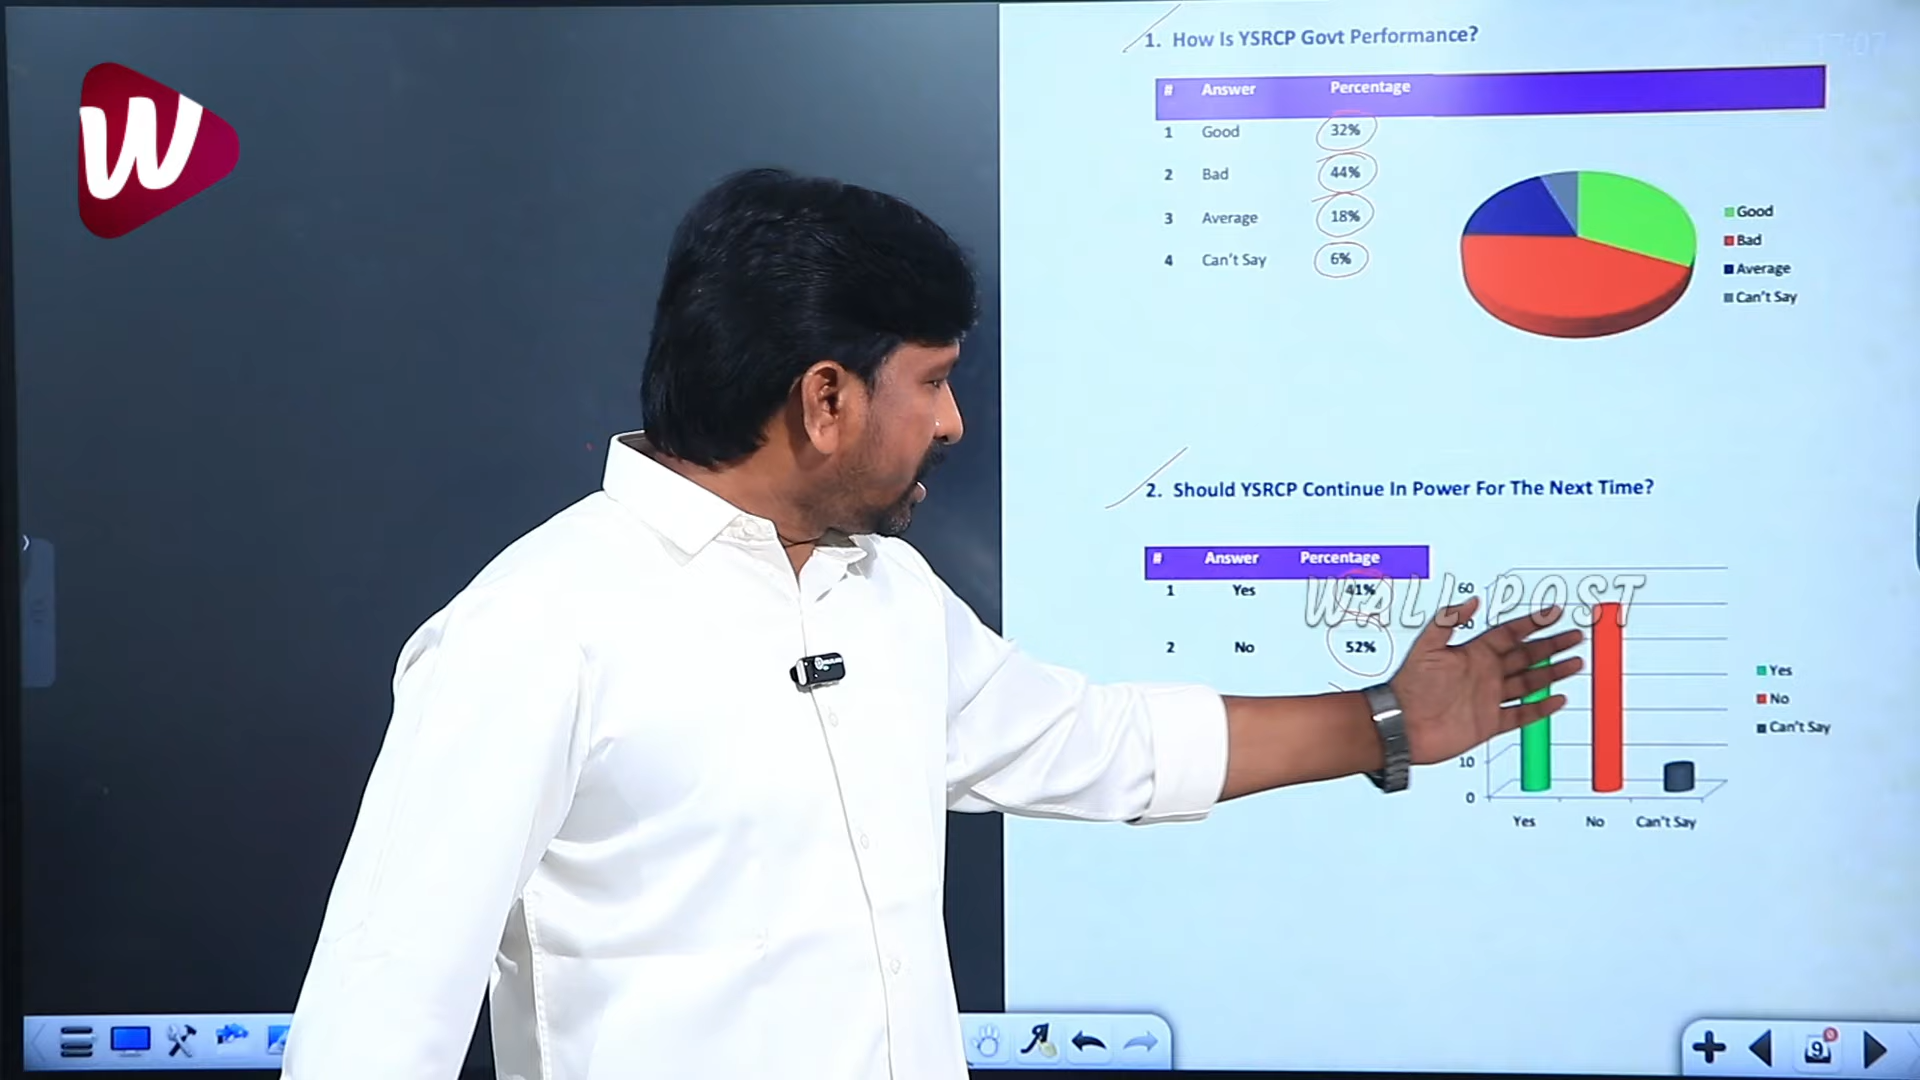 W
1. How Is YSRCP Govt Performance?
# Answer Percentage
1 Good 32%
2 Bad 44%
3 Average 18%
4 Can't Say 6%
Good
Bad
Average
Can't Say
2. Should YSRCP Continue In Power For The Next Time?
# Answer Percentage
1 Yes 41%
2 No 52%
WALL POST
60
50
10
0
Yes No Can't Say
Yes
No
Can't Say
9